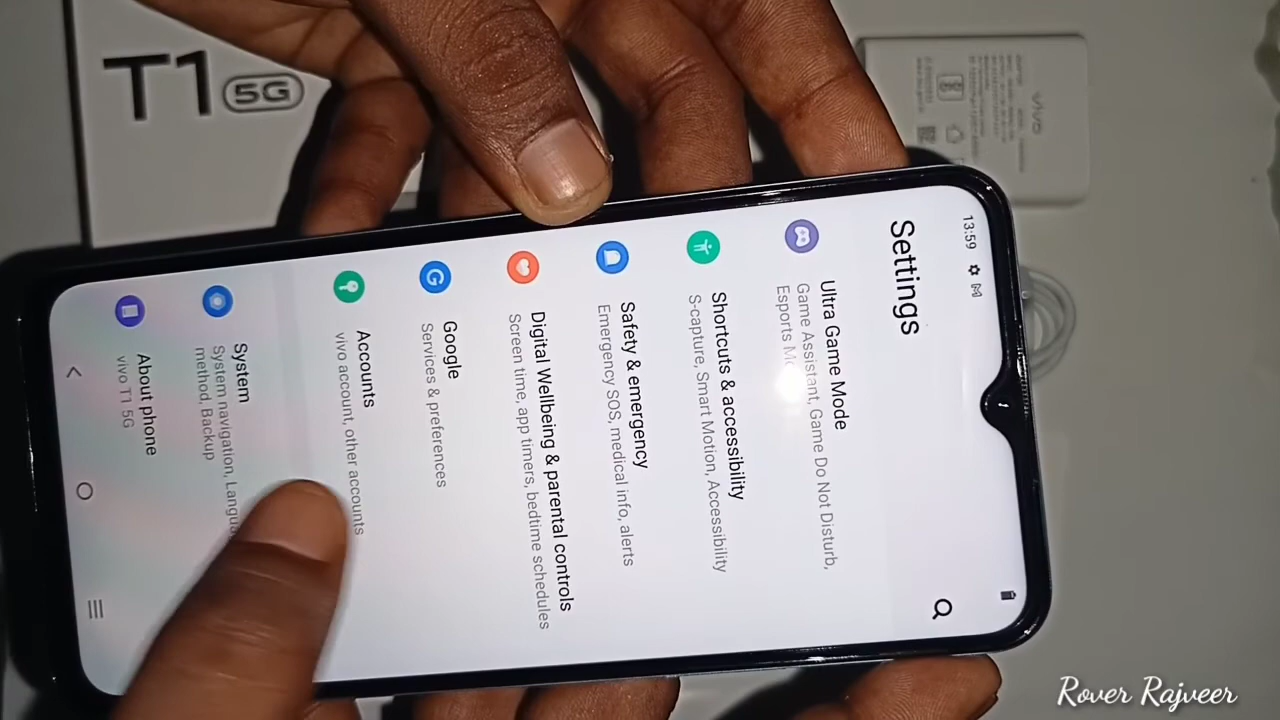 T1 5G
vivo
13:59
Settings
Ultra Game Mode
Game Assistant, Game Do Not Disturb,
Esports
Shortcuts & accessibility
S-capture, Smart Motion, Accessibility
Safety & emergency
Emergency SOS, medical info, alerts
Digital Wellbeing & parental controls
Screen time, app timers, bedtime schedules
Google
Services & preferences
Accounts
vivo account, other accounts
System
System navigation,
method, Backup
About phone
vivo T1 5G
Rover Rajveer